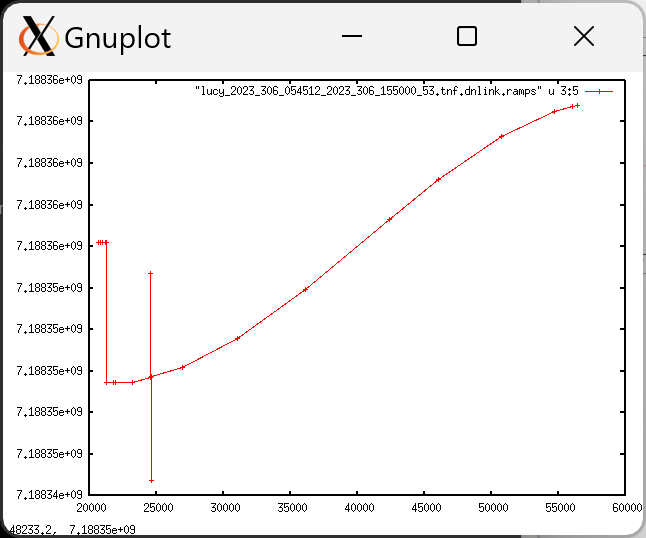 Gnuplot
"lucy_2023_306_054512_2023_306_155000_53.tnf.dnlink.ramps" u 3:5
7.18836e+09
7.18836e+09
7.18836e+09
7.18836e+09
7.18836e+09
7.18835e+09
7.18835e+09
7.18835e+09
7.18835e+09
7.18835e+09
7.18834e+09
20000 25000 30000 35000 40000 45000 50000 55000 60000
48233.2, 7.18835e+09